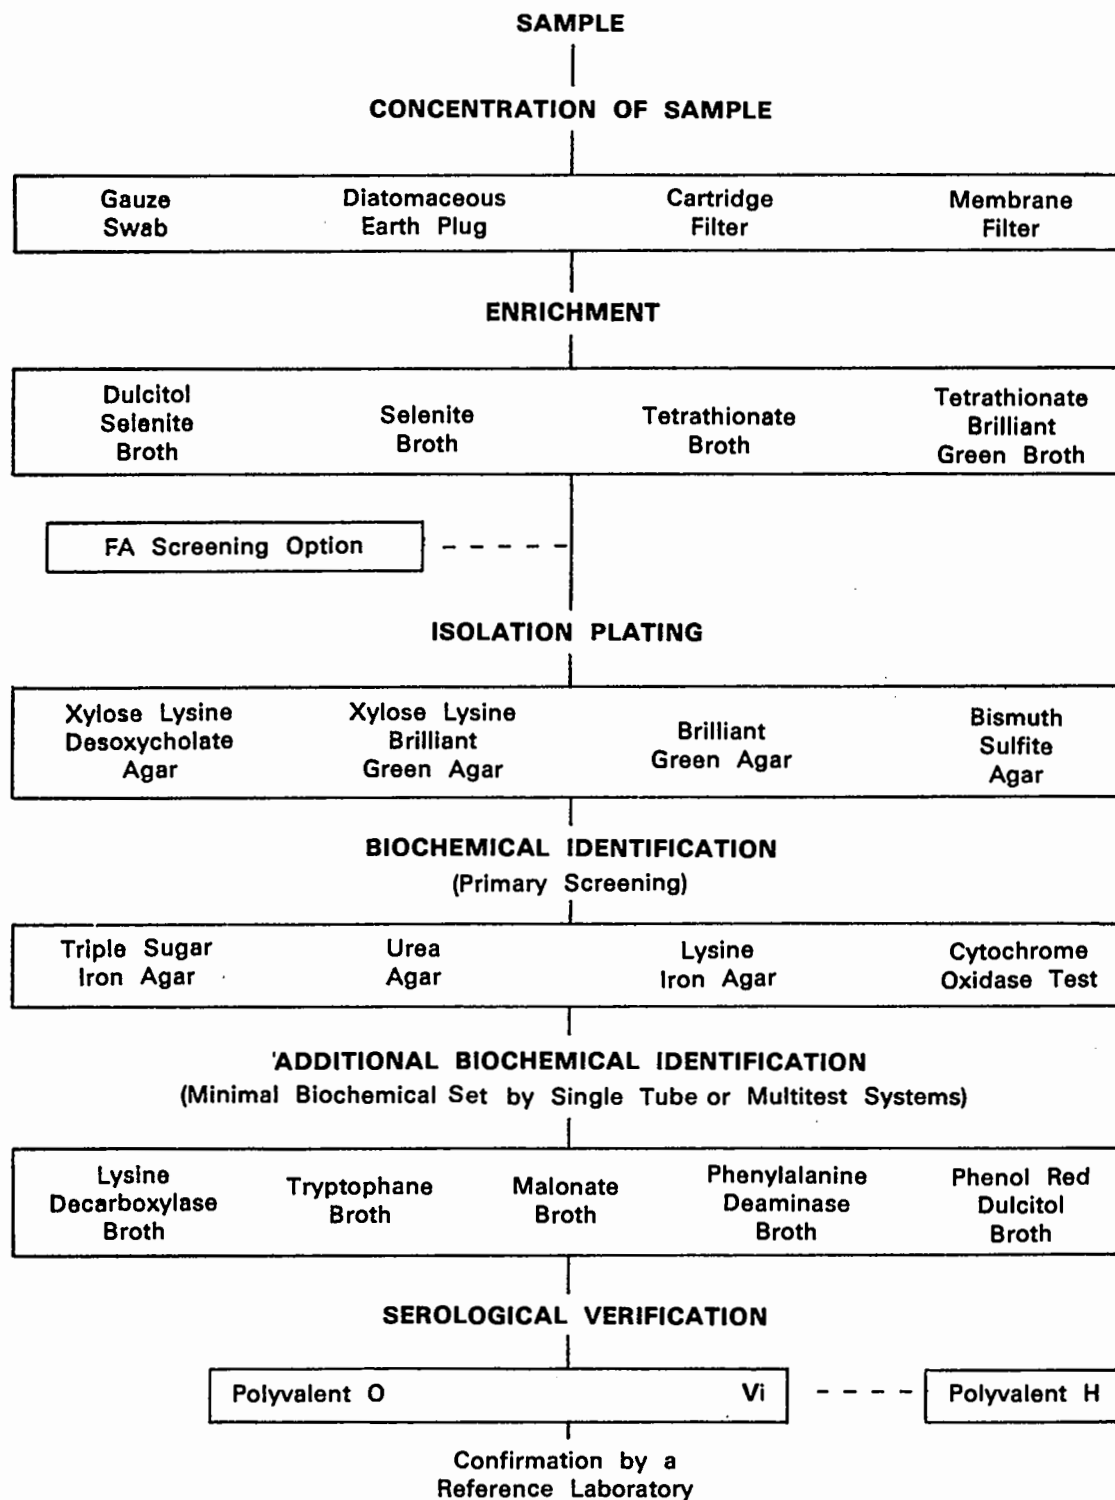 SAMPLE
CONCENTRATION OF SAMPLE
Gauze
Swab
Diatomaceous
Earth Plug
Cartridge
Filter
Membrane
Filter
ENRICHMENT
Dulcitol
Selenite
Broth
Selenite
Broth
Tetrathionate
Broth
Tetrathionate
Brilliant
Green Broth
FA Screening Option
ISOLATION PLATING
Xylose Lysine
Desoxycholate
Agar
Xylose Lysine
Brilliant
Green Agar
Brilliant
Green Agar
Bismuth
Sulfite
Agar
BIOCHEMICAL IDENTIFICATION
(Primary Screening)
Triple Sugar
Iron Agar
Urea
Agar
Lysine
Iron Agar
Cytochrome
Oxidase Test
ADDITIONAL BIOCHEMICAL IDENTIFICATION
(Minimal Biochemical Set by Single Tube or Multitest Systems)
Lysine
Decarboxylase
Broth
Tryptophane
Broth
Malonate
Broth
Phenylalanine
Deaminase
Broth
Phenol Red
Dulcitol
Broth
SEROLOGICAL VERIFICATION
Polyvalent O
Vi
Polyvalent H
Confirmation by a
Reference Laboratory